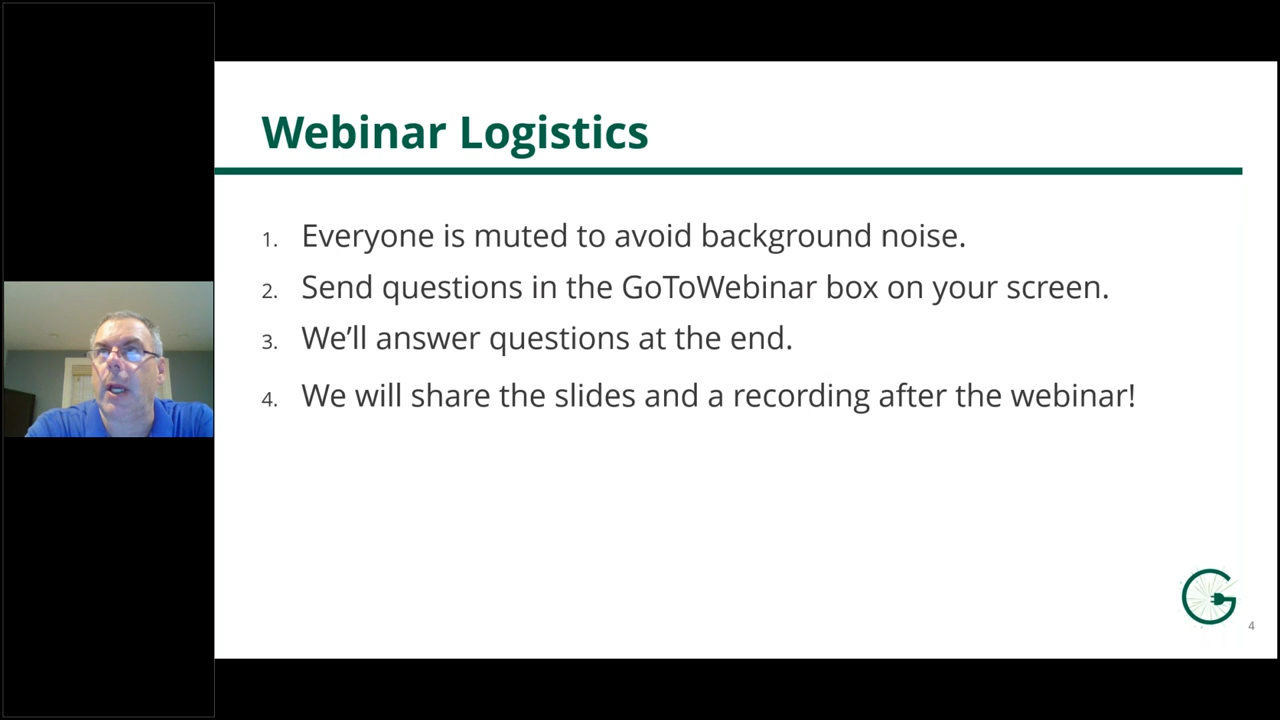 Webinar Logistics
1. Everyone is muted to avoid background noise.
2. Send questions in the GoToWebinar box on your screen.
3. We’ll answer questions at the end.
4. We will share the slides and a recording after the webinar!
G
4